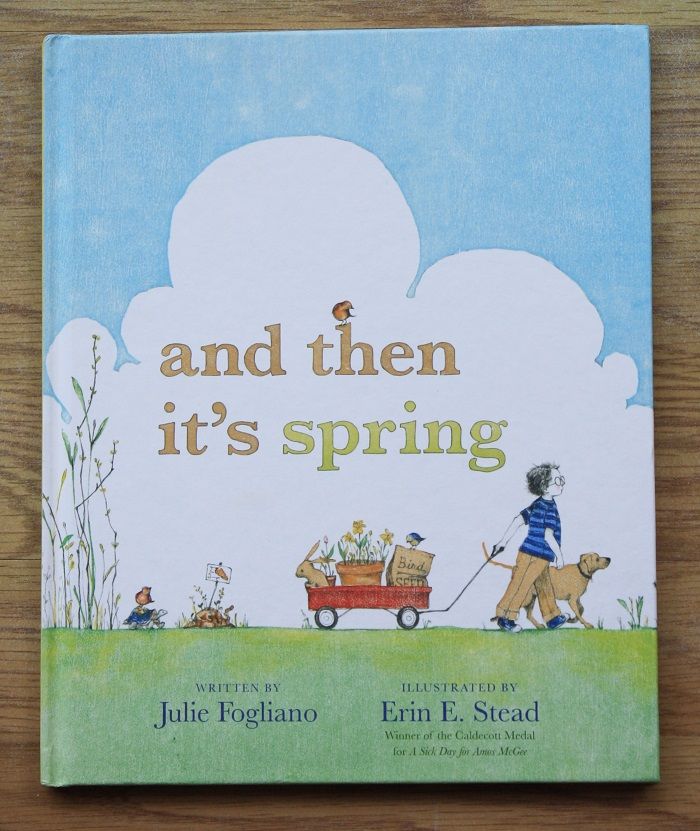 and then
it's spring
Bird
SEED
WRITTEN BY
Julie Fogliano
ILLUSTRATED BY
Erin E. Stead
Winner of the Caldecott Medal
for A Sick Day for Amos McGee